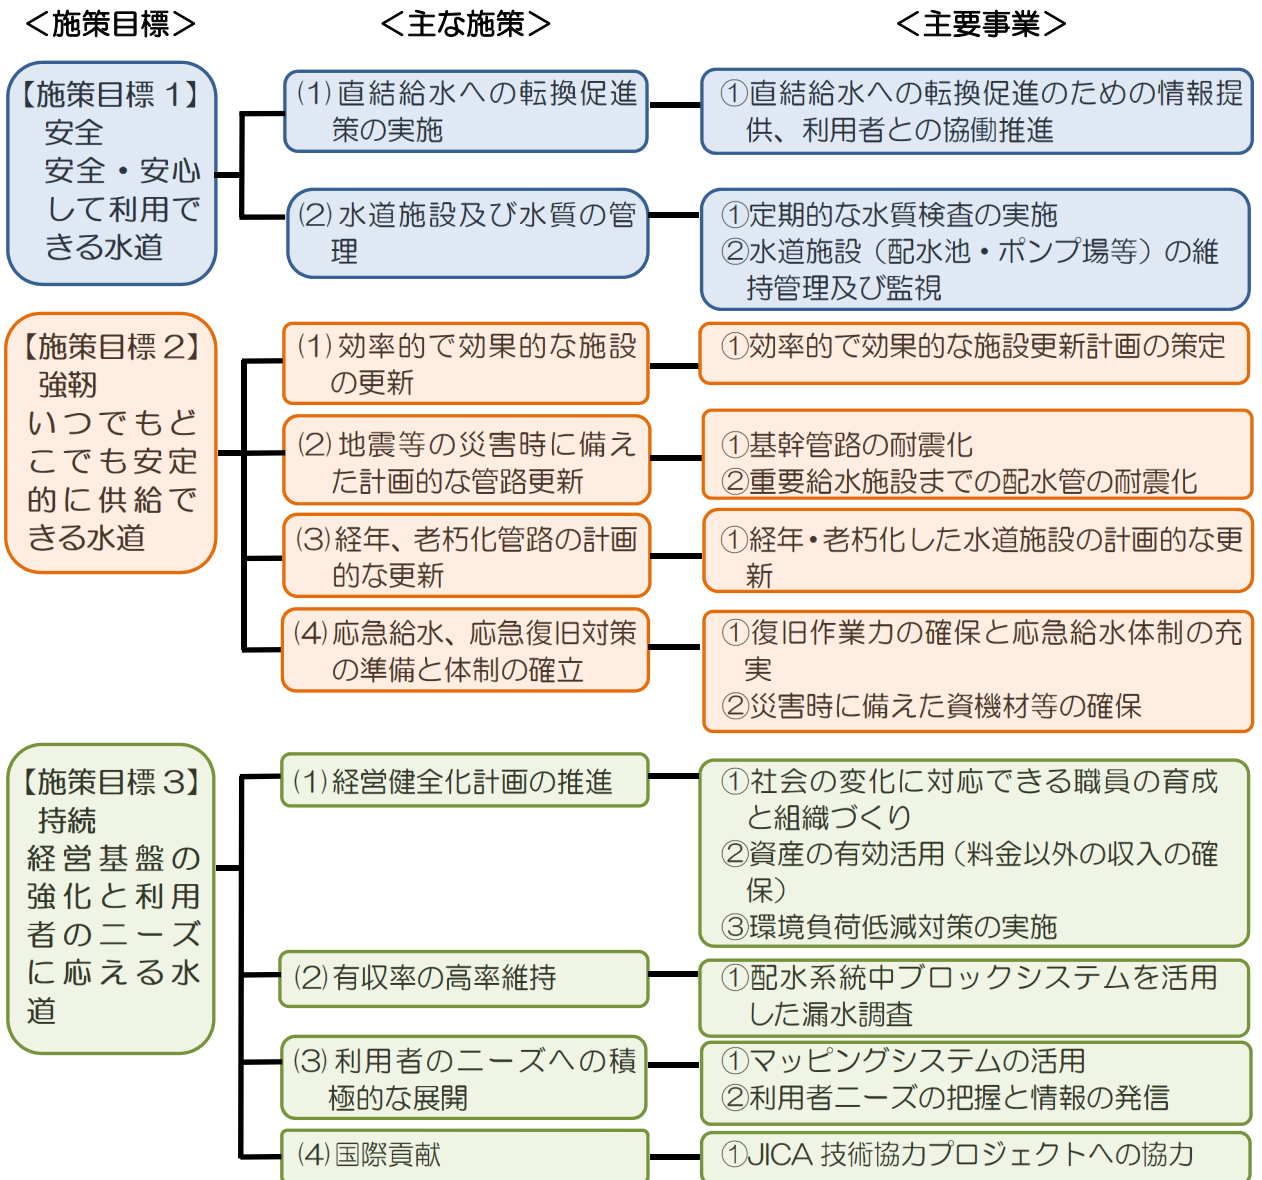 ＜施策目標＞
＜主な施策＞
＜主要事業＞
【施策目標１】
安全
安全・安心
して利用で
きる水道
(1)直結給水への転換促進
策の実施
①直結給水への転換促進のための情報提
供、利用者との協働推進
(2)水道施設及び水質の管
理
①定期的な水質検査の実施
②水道施設（配水池・ポンプ場等）の維
持管理及び監視
【施策目標２】
強靭
いつでもど
こでも安定
的に供給で
きる水道
(1)効率的で効果的な施設
の更新
①効率的で効果的な施設更新計画の策定
(2)地震等の災害時に備え
た計画的な管路更新
①基幹管路の耐震化
②重要給水施設までの配水管の耐震化
(3)経年、老朽化管路の計画
的な更新
①経年・老朽化した水道施設の計画的な更
新
(4)応急給水、応急復旧対策
の準備と体制の確立
①復旧作業力の確保と応急給水体制の充
実
②災害時に備えた資機材等の確保
【施策目標３】
持続
経営基盤の
強化と利用
者のニーズ
に応える水
道
(1)経営健全化計画の推進
①社会の変化に対応できる職員の育成
と組織づくり
②資産の有効活用（料金以外の収入の確
保）
③環境負荷低減対策の実施
(2)有収率の高率維持
①配水系統中ブロックシステムを活用
した漏水調査
(3)利用者のニーズへの積
極的な展開
①マッピングシステムの活用
②利用者ニーズの把握と情報の発信
(4)国際貢献
①JICA 技術協力プロジェクトへの協力